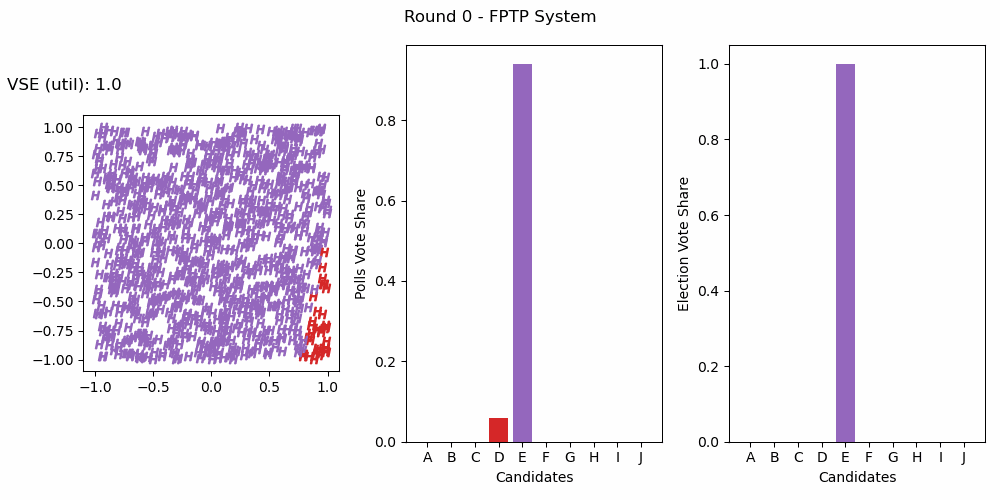 Round 0 - FPTP System
VSE (util): 1.0
1.00
0.75
0.50
0.25
0.00
−0.25
−0.50
−0.75
−1.00
−1.0 −0.5 0.0 0.5 1.0
Polls Vote Share
0.8
0.6
0.4
0.2
0.0
A B C D E F G H I J
Candidates
Election Vote Share
1.0
0.8
0.6
0.4
0.2
0.0
A B C D E F G H I J
Candidates